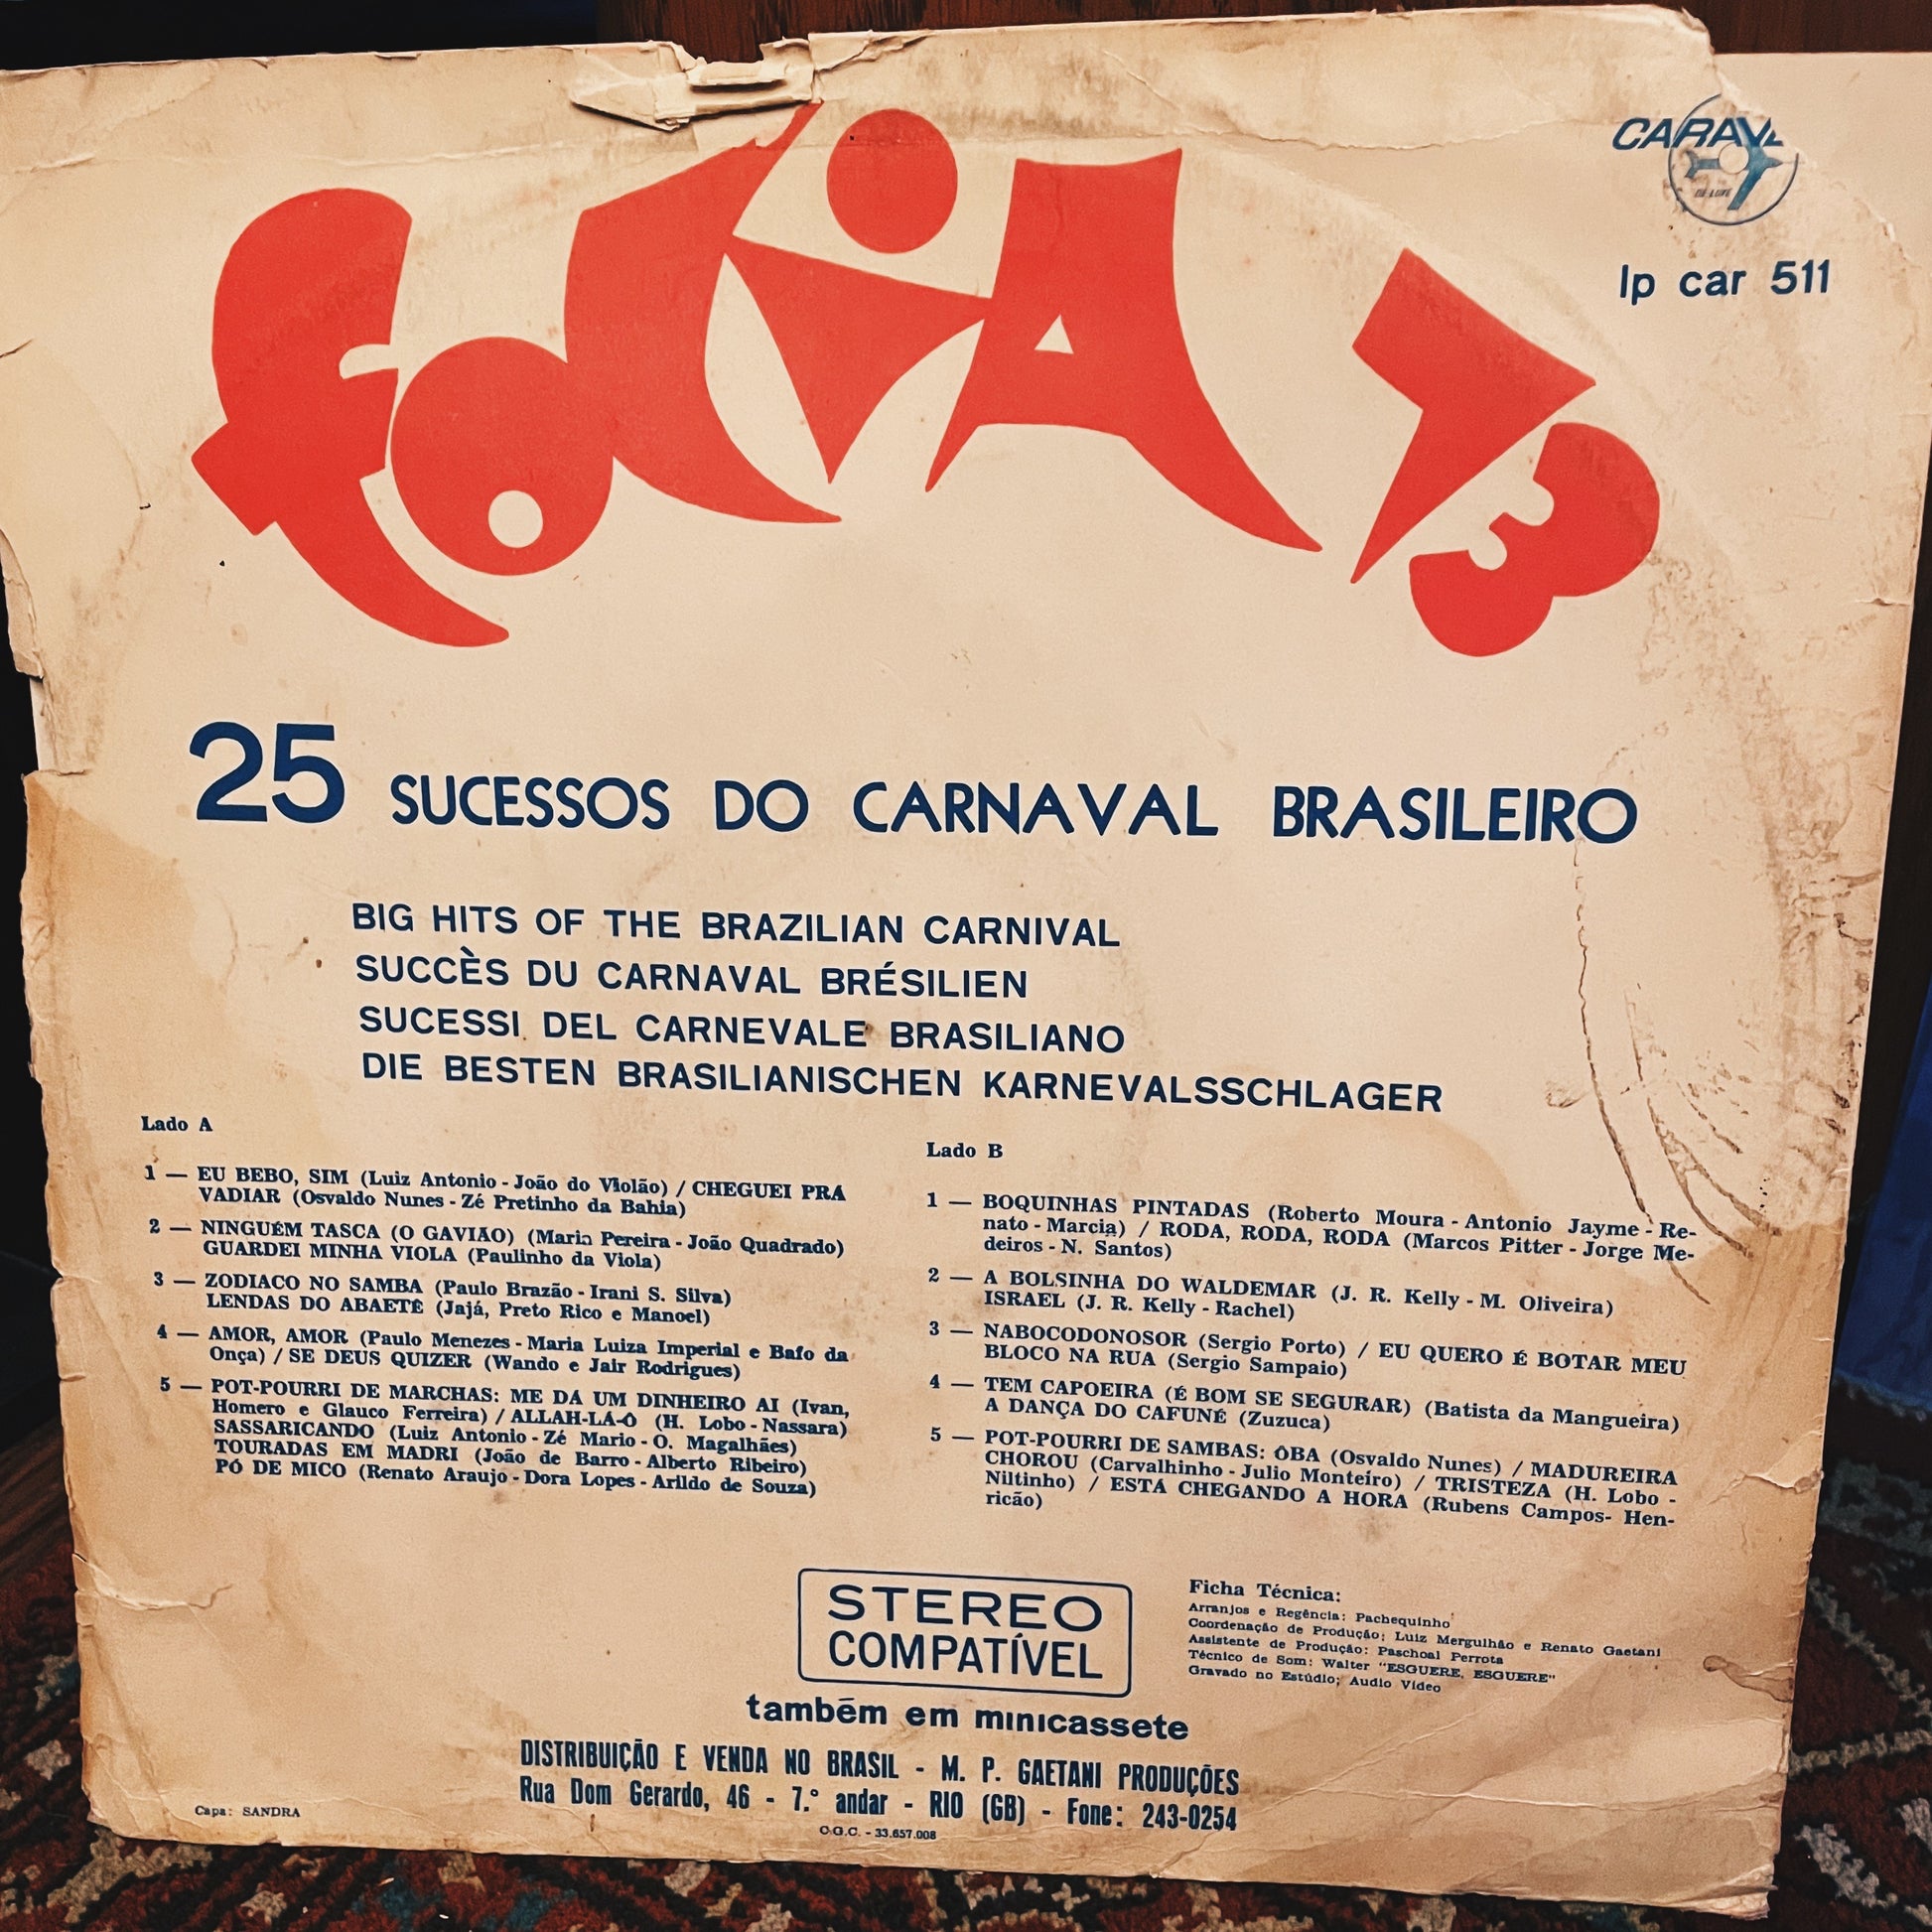 folia 73
CARAVEL
DE LUXE
lp car 511
25 SUCESSOS DO CARNAVAL BRASILEIRO
BIG HITS OF THE BRAZILIAN CARNIVAL
SUCCÈS DU CARNAVAL BRÉSILIEN
SUCESSI DEL CARNEVALE BRASILIANO
DIE BESTEN BRASILIANISCHEN KARNEVALSSCHLAGER
Lado A
1 — EU BEBO, SIM (Luiz Antonio - João do Violão) / CHEGUEI PRÁ
VADIAR (Osvaldo Nunes - Zé Pretinho da Bahia)
2 — NINGUÉM TASCA (O GAVIÃO) (Maria Pereira - João Quadrado)
GUARDEI MINHA VIOLA (Paulinho da Viola)
3 — ZODIACO NO SAMBA (Paulo Brazão - Irani S. Silva)
LENDAS DO ABAETÉ (Jajá, Preto Rico e Manoel)
4 — AMOR, AMOR (Paulo Menezes - Maria Luiza Imperial e Bafo da
Onça) / SE DEUS QUIZER (Wando e Jair Rodrigues)
5 — POT-POURRI DE MARCHAS: ME DÁ UM DINHEIRO AI (Ivan,
Homero e Glauco Ferreira) / ALLAH-LÁ-Ô (H. Lobo - Nassara)
SASSARICANDO (Luiz Antonio - Zé Mario - O. Magalhães)
TOURADAS EM MADRI (João de Barro - Alberto Ribeiro)
PÓ DE MICO (Renato Araujo - Dora Lopes - Arildo de Souza)
Lado B
1 — BOQUINHAS PINTADAS (Roberto Moura - Antonio Jayme - Re-
nato - Marcia) / RODA, RODA, RODA (Marcos Pitter - Jorge Me-
deiros - N. Santos)
2 — A BOLSINHA DO WALDEMAR (J. R. Kelly - M. Oliveira)
ISRAEL (J. R. Kelly - Rachel)
3 — NABOCODONOSOR (Sergio Porto) / EU QUERO É BOTAR MEU
BLOCO NA RUA (Sergio Sampaio)
4 — TEM CAPOEIRA (É BOM SE SEGURAR) (Batista da Mangueira)
A DANÇA DO CAFUNÉ (Zuzuca)
5 — POT-POURRI DE SAMBAS: ÔBA (Osvaldo Nunes) / MADUREIRA
CHOROU (Carvalhinho - Julio Monteiro) / TRISTEZA (H. Lobo -
Niltinho) / ESTÁ CHEGANDO A HORA (Rubens Campos- Hen-
ricão)
STEREO
COMPATÍVEL
Ficha Técnica:
Arranjos e Regência: Pachequinho
Coordenação de Produção: Luiz Mergulhão e Renato Gaetani
Assistente de Produção: Paschoal Perrota
Técnico de Som: Walter "ESGUERE, ESGUERE"
Gravado no Estúdio; Audio Vídeo
também em minicassete
DISTRIBUIÇÃO E VENDA NO BRASIL - M. P. GAETANI PRODUÇÕES
Rua Dom Gerardo, 46 - 7.º andar - RIO (GB) - Fone: 243-0254
Capa: SANDRA
C.G.C. - 33.657.008